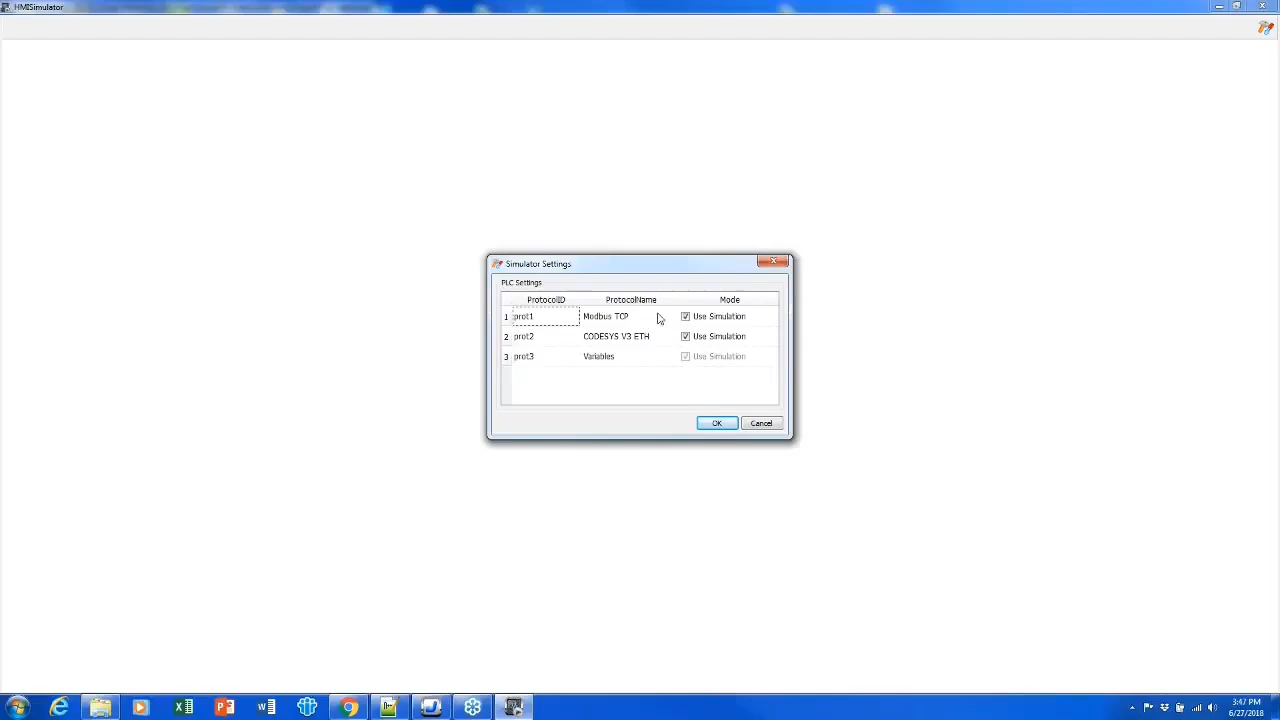 HMISimulator
Simulator Settings
PLC Settings
ProtocolID ProtocolName Mode
1 prot1 Modbus TCP Use Simulation
2 prot2 CODESYS V3 ETH Use Simulation
3 prot3 Variables Use Simulation
OK Cancel
3:47 PM
6/27/2018